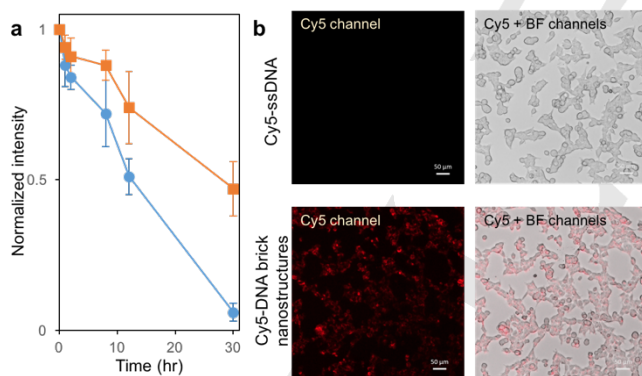 a
1
0.5
0
Normalized intensity
0 10 20 30
Time (hr)
b
Cy5 channel
Cy5 + BF channels
Cy5-ssDNA
50 µm
Cy5 channel
Cy5 + BF channels
Cy5-DNA brick
nanostructures
50 µm